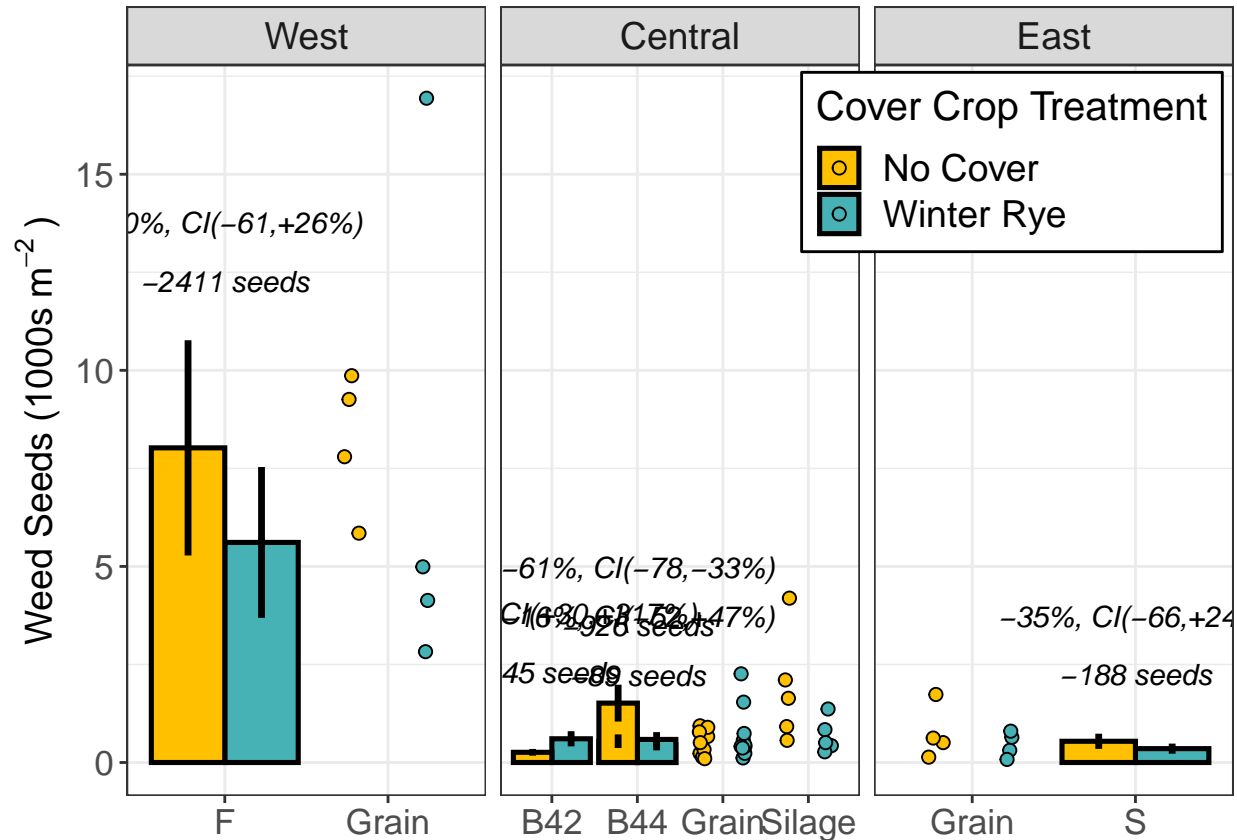 West
Central
East
Cover Crop Treatment
No Cover
Winter Rye
Weed Seeds (1000s m−2 )
15
10
5
0
0%, CI(−61,+26%)
−2411 seeds
−61%, CI(−78,−33%)
−926 seeds
45 seeds
−89 seeds
−35%, CI(−66,+24
−188 seeds
F
Grain
B42
B44
Grain
Silage
Grain
S